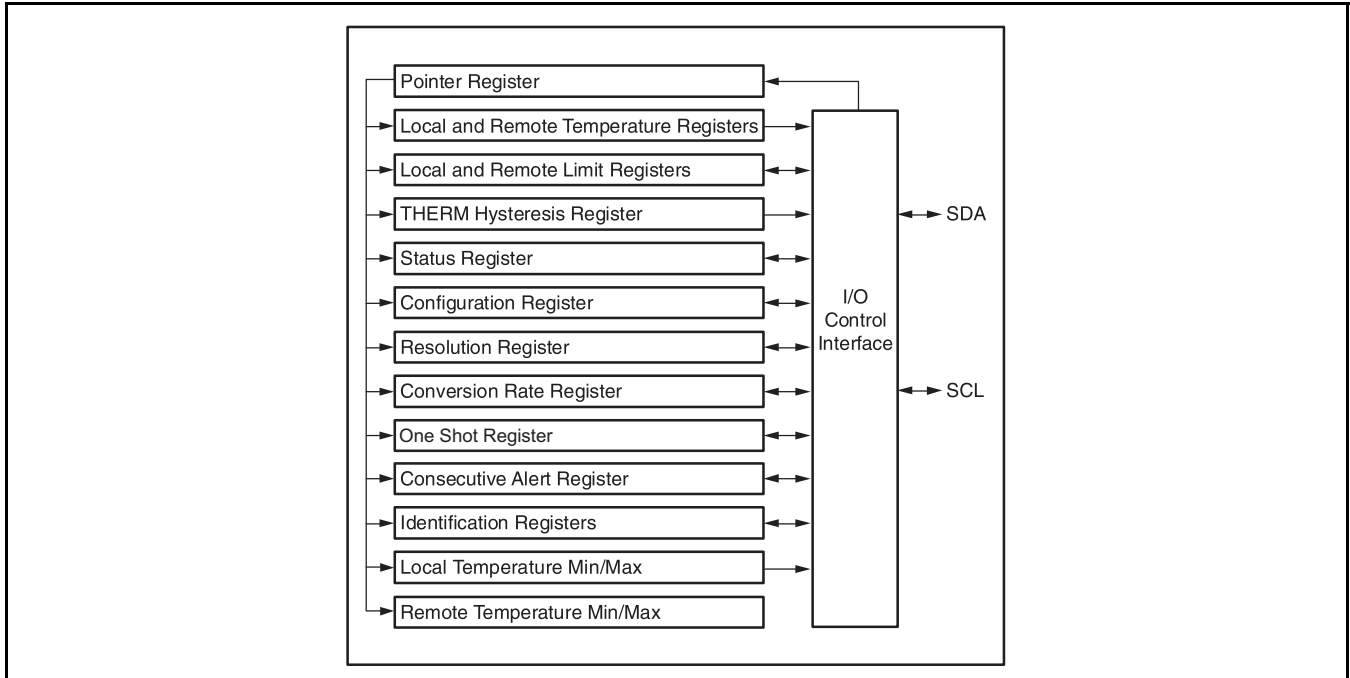 Pointer Register
Local and Remote Temperature Registers
Local and Remote Limit Registers
THERM Hysteresis Register
Status Register
Configuration Register
Resolution Register
Conversion Rate Register
One Shot Register
Consecutive Alert Register
Identification Registers
Local Temperature Min/Max
Remote Temperature Min/Max
I/O
Control
Interface
SDA
SCL